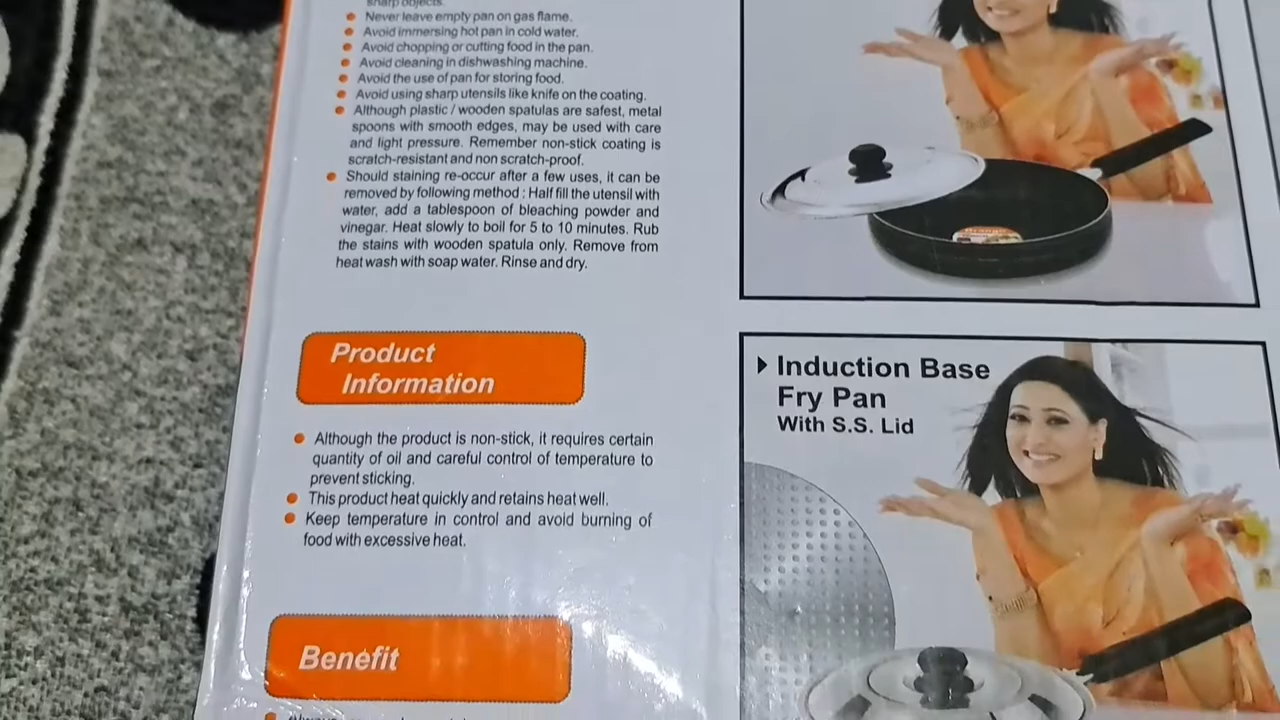 sharp objects.
Never leave empty pan on gas flame.
Avoid immersing hot pan in cold water.
Avoid chopping or cutting food in the pan.
Avoid cleaning in dishwashing machine.
Avoid the use of pan for storing food.
Avoid using sharp utensils like knife on the coating.
Although plastic / wooden spatulas are safest, metal
spoons with smooth edges, may be used with care
and light pressure. Remember non-stick coating is
scratch-resistant and non scratch-proof.
Should staining re-occur after a few uses, it can be
removed by following method : Half fill the utensil with
water, add a tablespoon of bleaching powder and
vinegar. Heat slowly to boil for 5 to 10 minutes. Rub
the stains with wooden spatula only. Remove from
heat wash with soap water. Rinse and dry.
Product
Information
Although the product is non-stick, it requires certain
quantity of oil and careful control of temperature to
prevent sticking.
This product heat quickly and retains heat well.
Keep temperature in control and avoid burning of
food with excessive heat.
Benefit
Induction Base
Fry Pan
With S.S. Lid